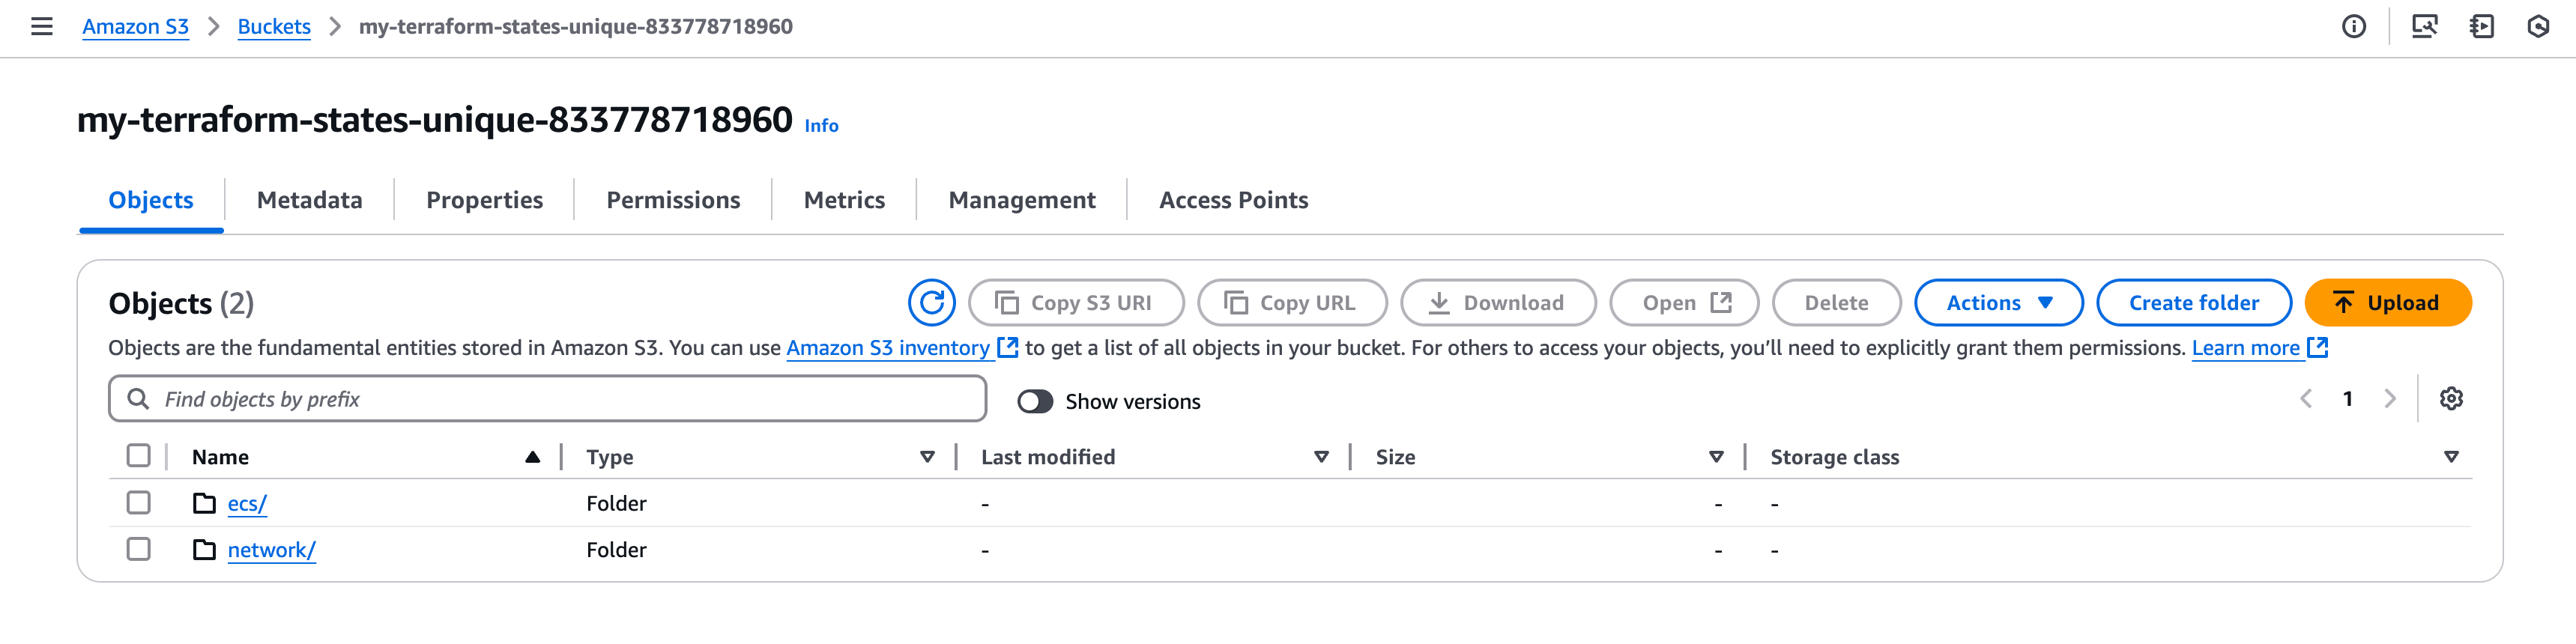 Amazon S3 > Buckets > my-terraform-states-unique-833778718960
my-terraform-states-unique-833778718960 Info
Objects Metadata Properties Permissions Metrics Management Access Points
Objects (2) Copy S3 URI Copy URL Download Open Delete Actions Create folder Upload
Objects are the fundamental entities stored in Amazon S3. You can use Amazon S3 inventory to get a list of all objects in your bucket. For others to access your objects, you’ll need to explicitly grant them permissions. Learn more
Find objects by prefix Show versions 1
Name Type Last modified Size Storage class
ecs/ Folder - - -
network/ Folder - - -